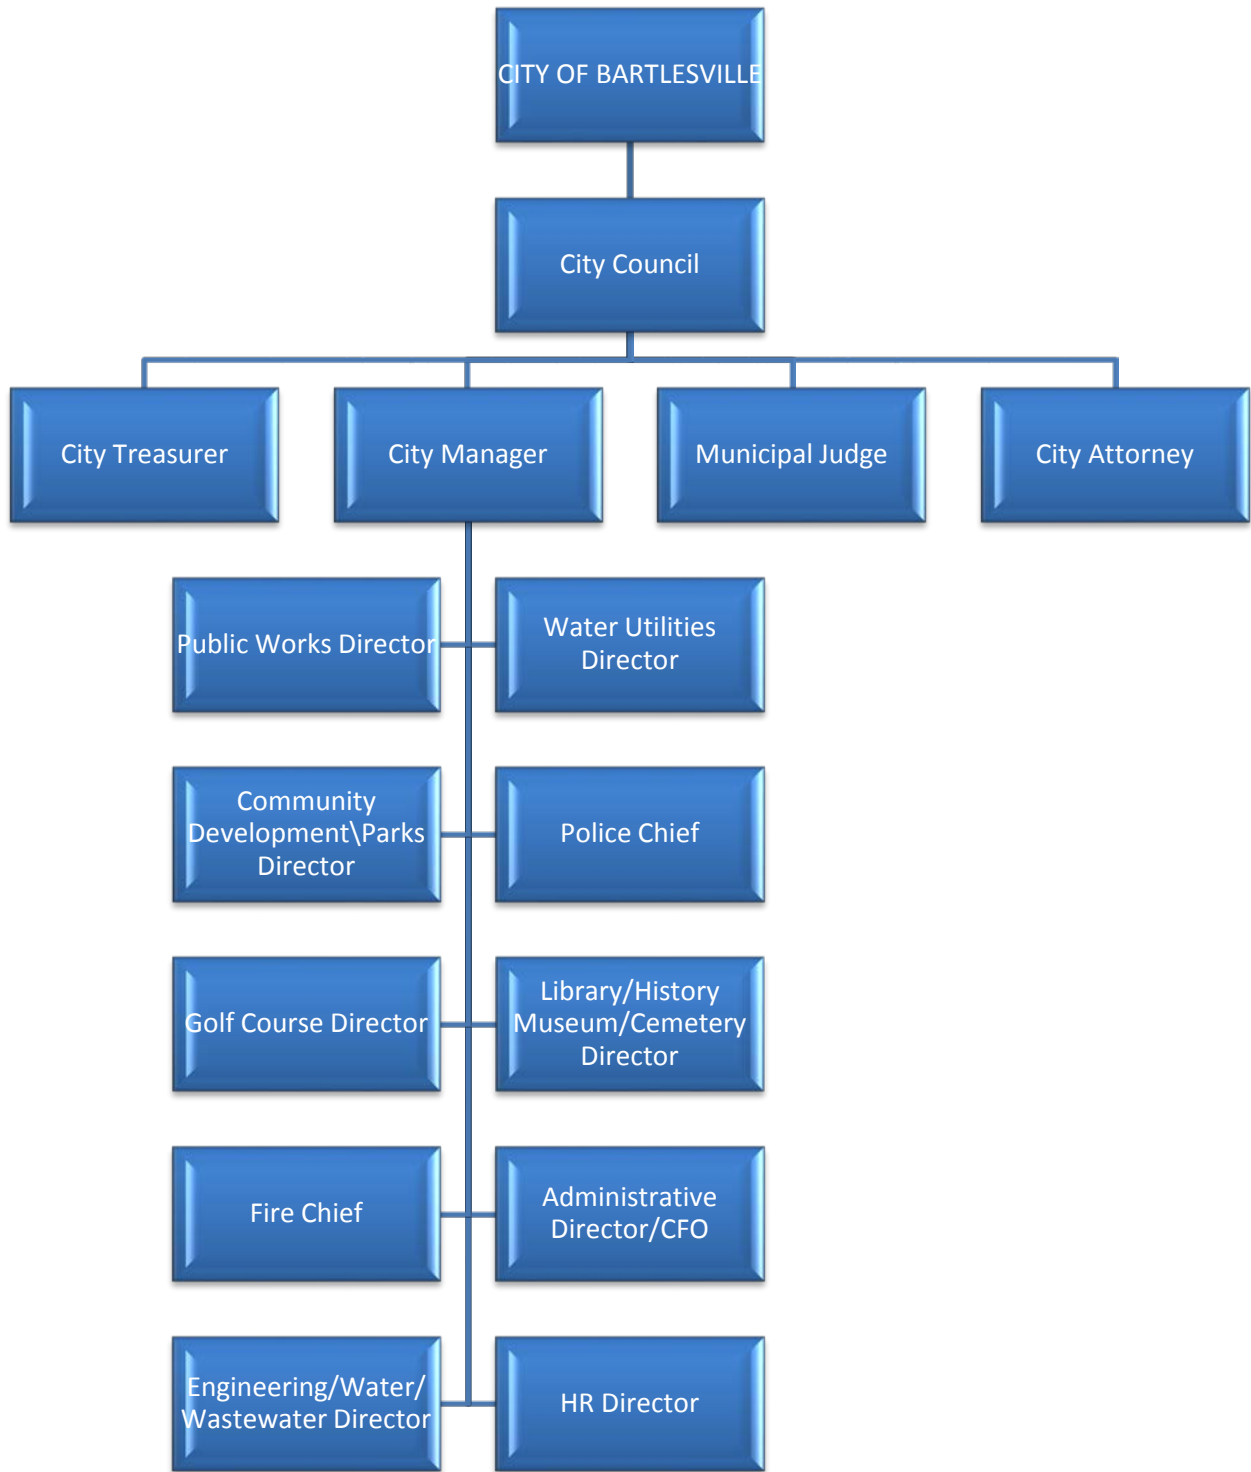 CITY OF BARTLESVILLE
City Council
City Treasurer
City Manager
Municipal Judge
City Attorney
Public Works Director
Water Utilities
Director
Community
Development\Parks
Director
Police Chief
Golf Course Director
Library/History
Museum/Cemetery
Director
Fire Chief
Administrative
Director/CFO
Engineering/Water/
Wastewater Director
HR Director